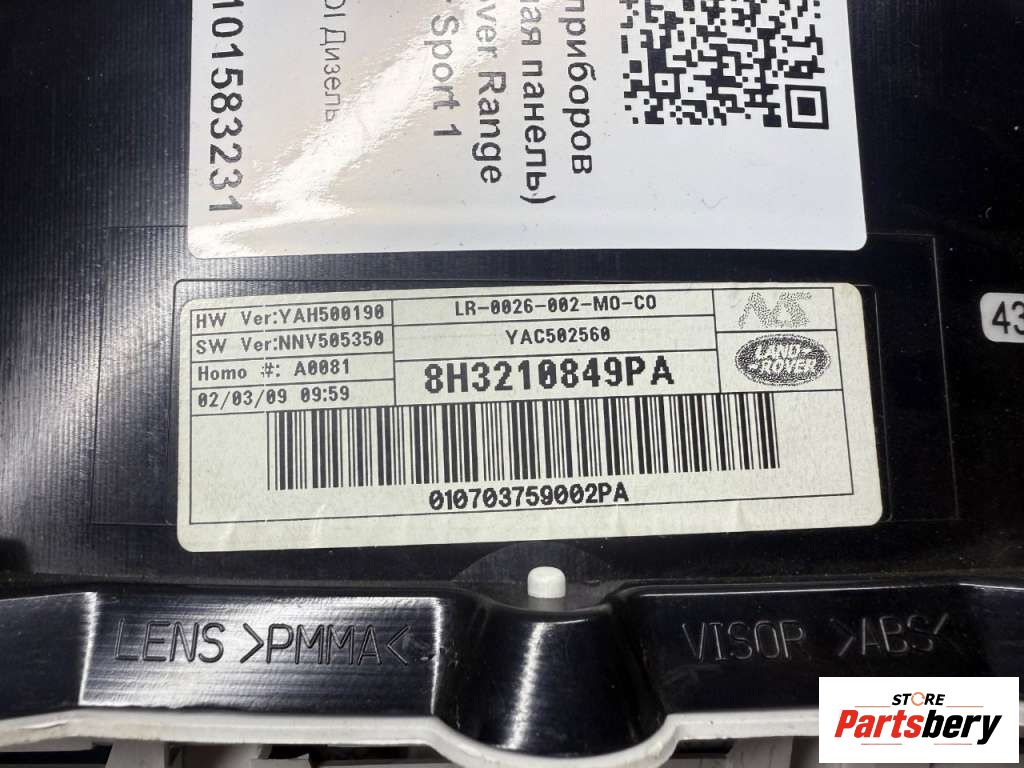 приборов
ная панель)
over Range
Sport 1
DI Дизель
101583231
HW Ver:YAH500190
SW Ver:NNV505350
Homo #: A0081
02/03/09 09:59
LR-0026-002-MO-CO
YAC502560
8H3210849PA
LAND-
ROVER
010703759002PA
43
LENS >PMMA<
VISOR >ABS<
STORE
Partsbery